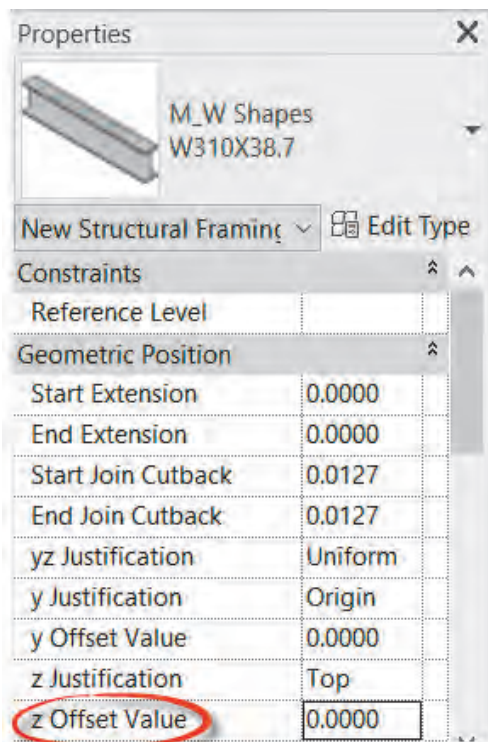 Properties
M_W Shapes
W310X38.7
New Structural Framing Edit Type
Constraints
Reference Level
Geometric Position
Start Extension 0.0000
End Extension 0.0000
Start Join Cutback 0.0127
End Join Cutback 0.0127
yz Justification Uniform
y Justification Origin
y Offset Value 0.0000
z Justification Top
z Offset Value 0.0000